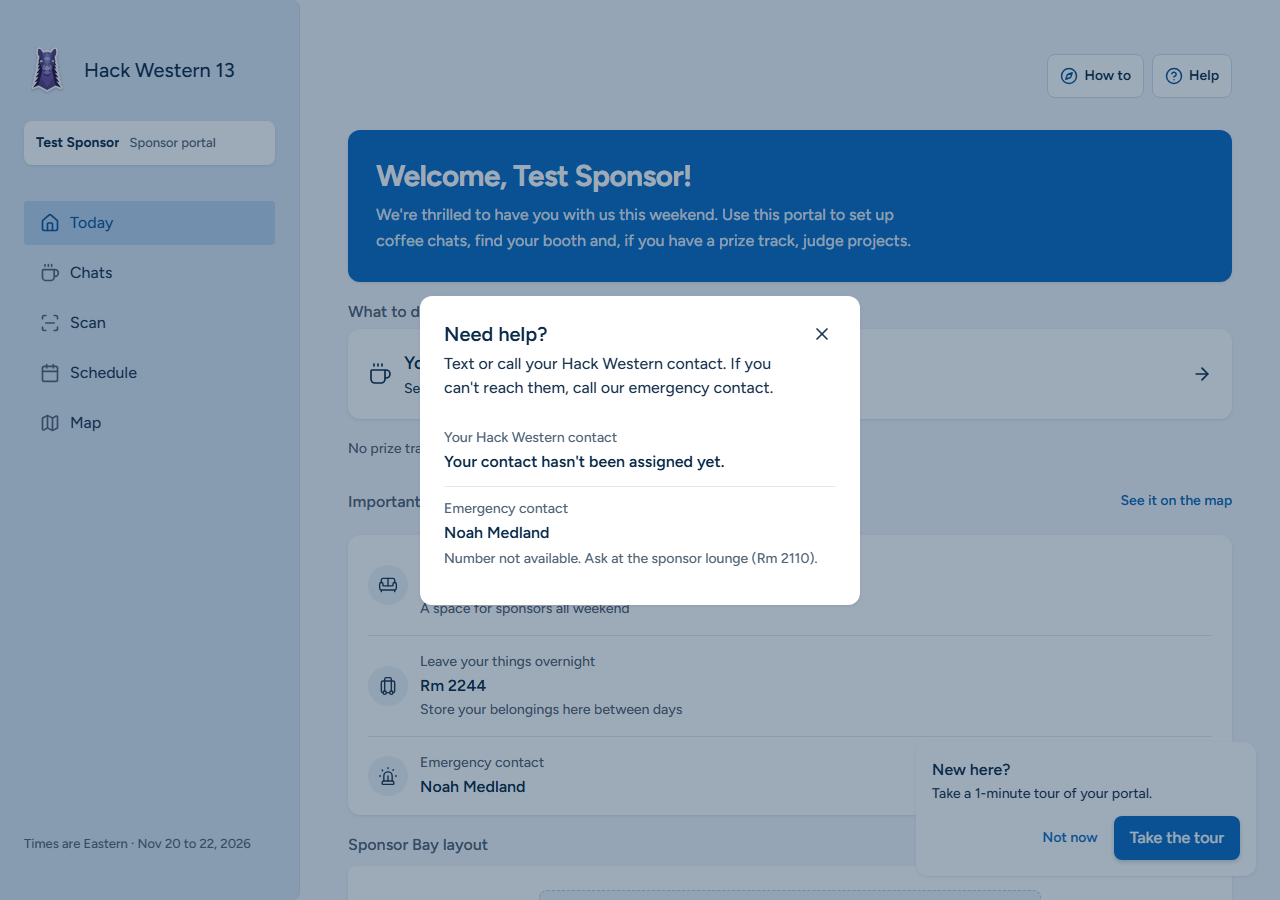 Hack Western 13
Test Sponsor Sponsor portal
Today
Chats
Scan
Schedule
Map
Times are Eastern · Nov 20 to 22, 2026
How to
Help
Welcome, Test Sponsor!
We're thrilled to have you with us this weekend. Use this portal to set up
coffee chats, find your booth and, if you have a prize track, judge projects.
What to d
Yo
Se
No prize tra
Need help?
Text or call your Hack Western contact. If you
can't reach them, call our emergency contact.
Your Hack Western contact
Your contact hasn't been assigned yet.
Emergency contact
Noah Medland
Number not available. Ask at the sponsor lounge (Rm 2110).
Important
See it on the map
A space for sponsors all weekend
Leave your things overnight
Rm 2244
Store your belongings here between days
Emergency contact
Noah Medland
Sponsor Bay layout
New here?
Take a 1-minute tour of your portal.
Not now
Take the tour